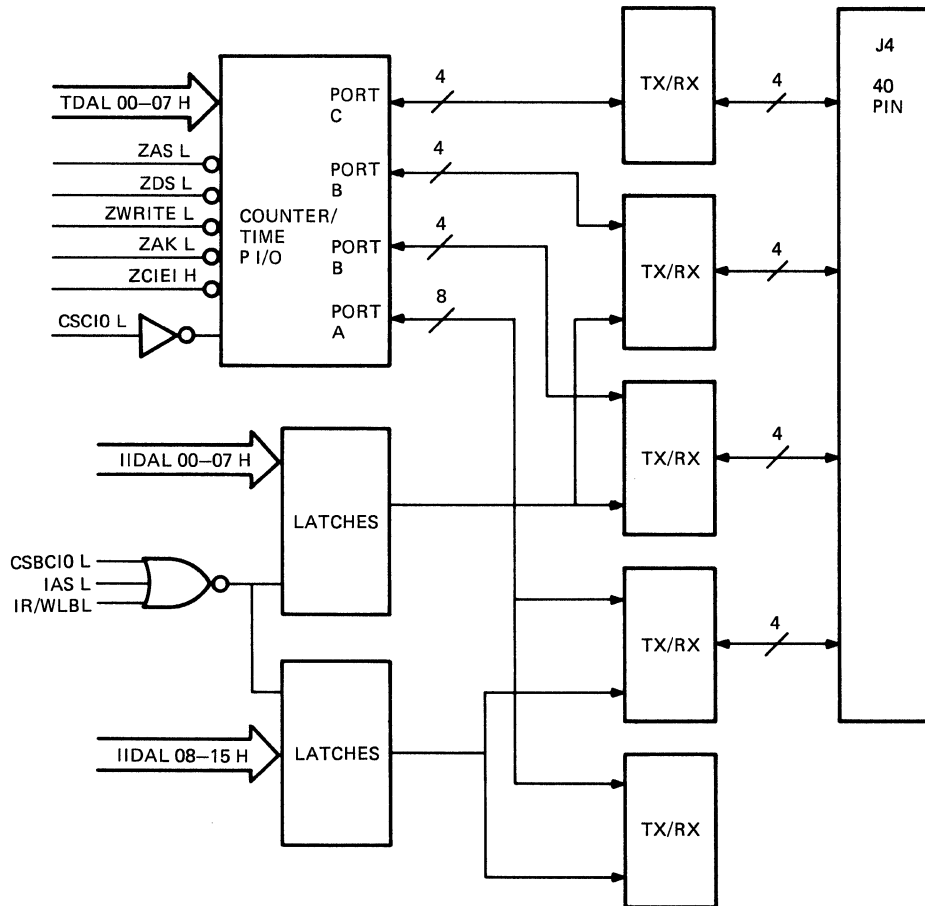 TDAL 00–07 H
ZAS L
ZDS L
ZWRITE L
ZAK L
ZCIEI H
CSCI0 L
COUNTER/
TIME
P I/O
PORT
C
PORT
B
PORT
B
PORT
A
4
4
4
8
TX/RX
4
J4
40
PIN
TX/RX
4
TX/RX
4
TX/RX
4
TX/RX
IIDAL 00–07 H
LATCHES
CSBCI0 L
IAS L
IR/WLBL
IIDAL 08–15 H
LATCHES